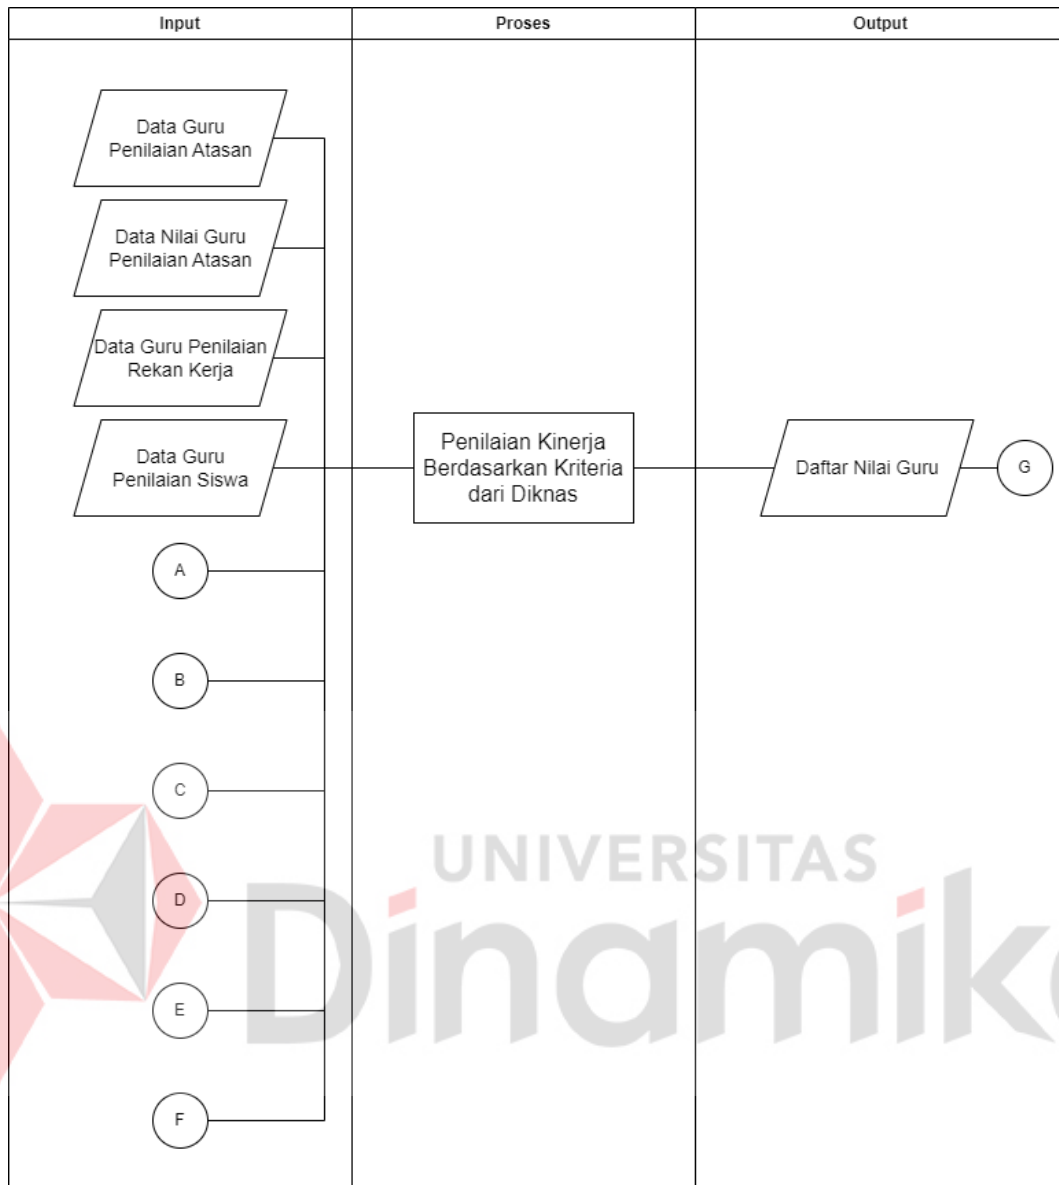 Input
Proses
Output
Data Guru
Penilaian Atasan
Data Nilai Guru
Penilaian Atasan
Data Guru Penilaian
Rekan Kerja
Data Guru
Penilaian Siswa
A
B
C
D
E
F
Penilaian Kinerja
Berdasarkan Kriteria
dari Diknas
Daftar Nilai Guru
G
UNIVERSITAS
Dinamika